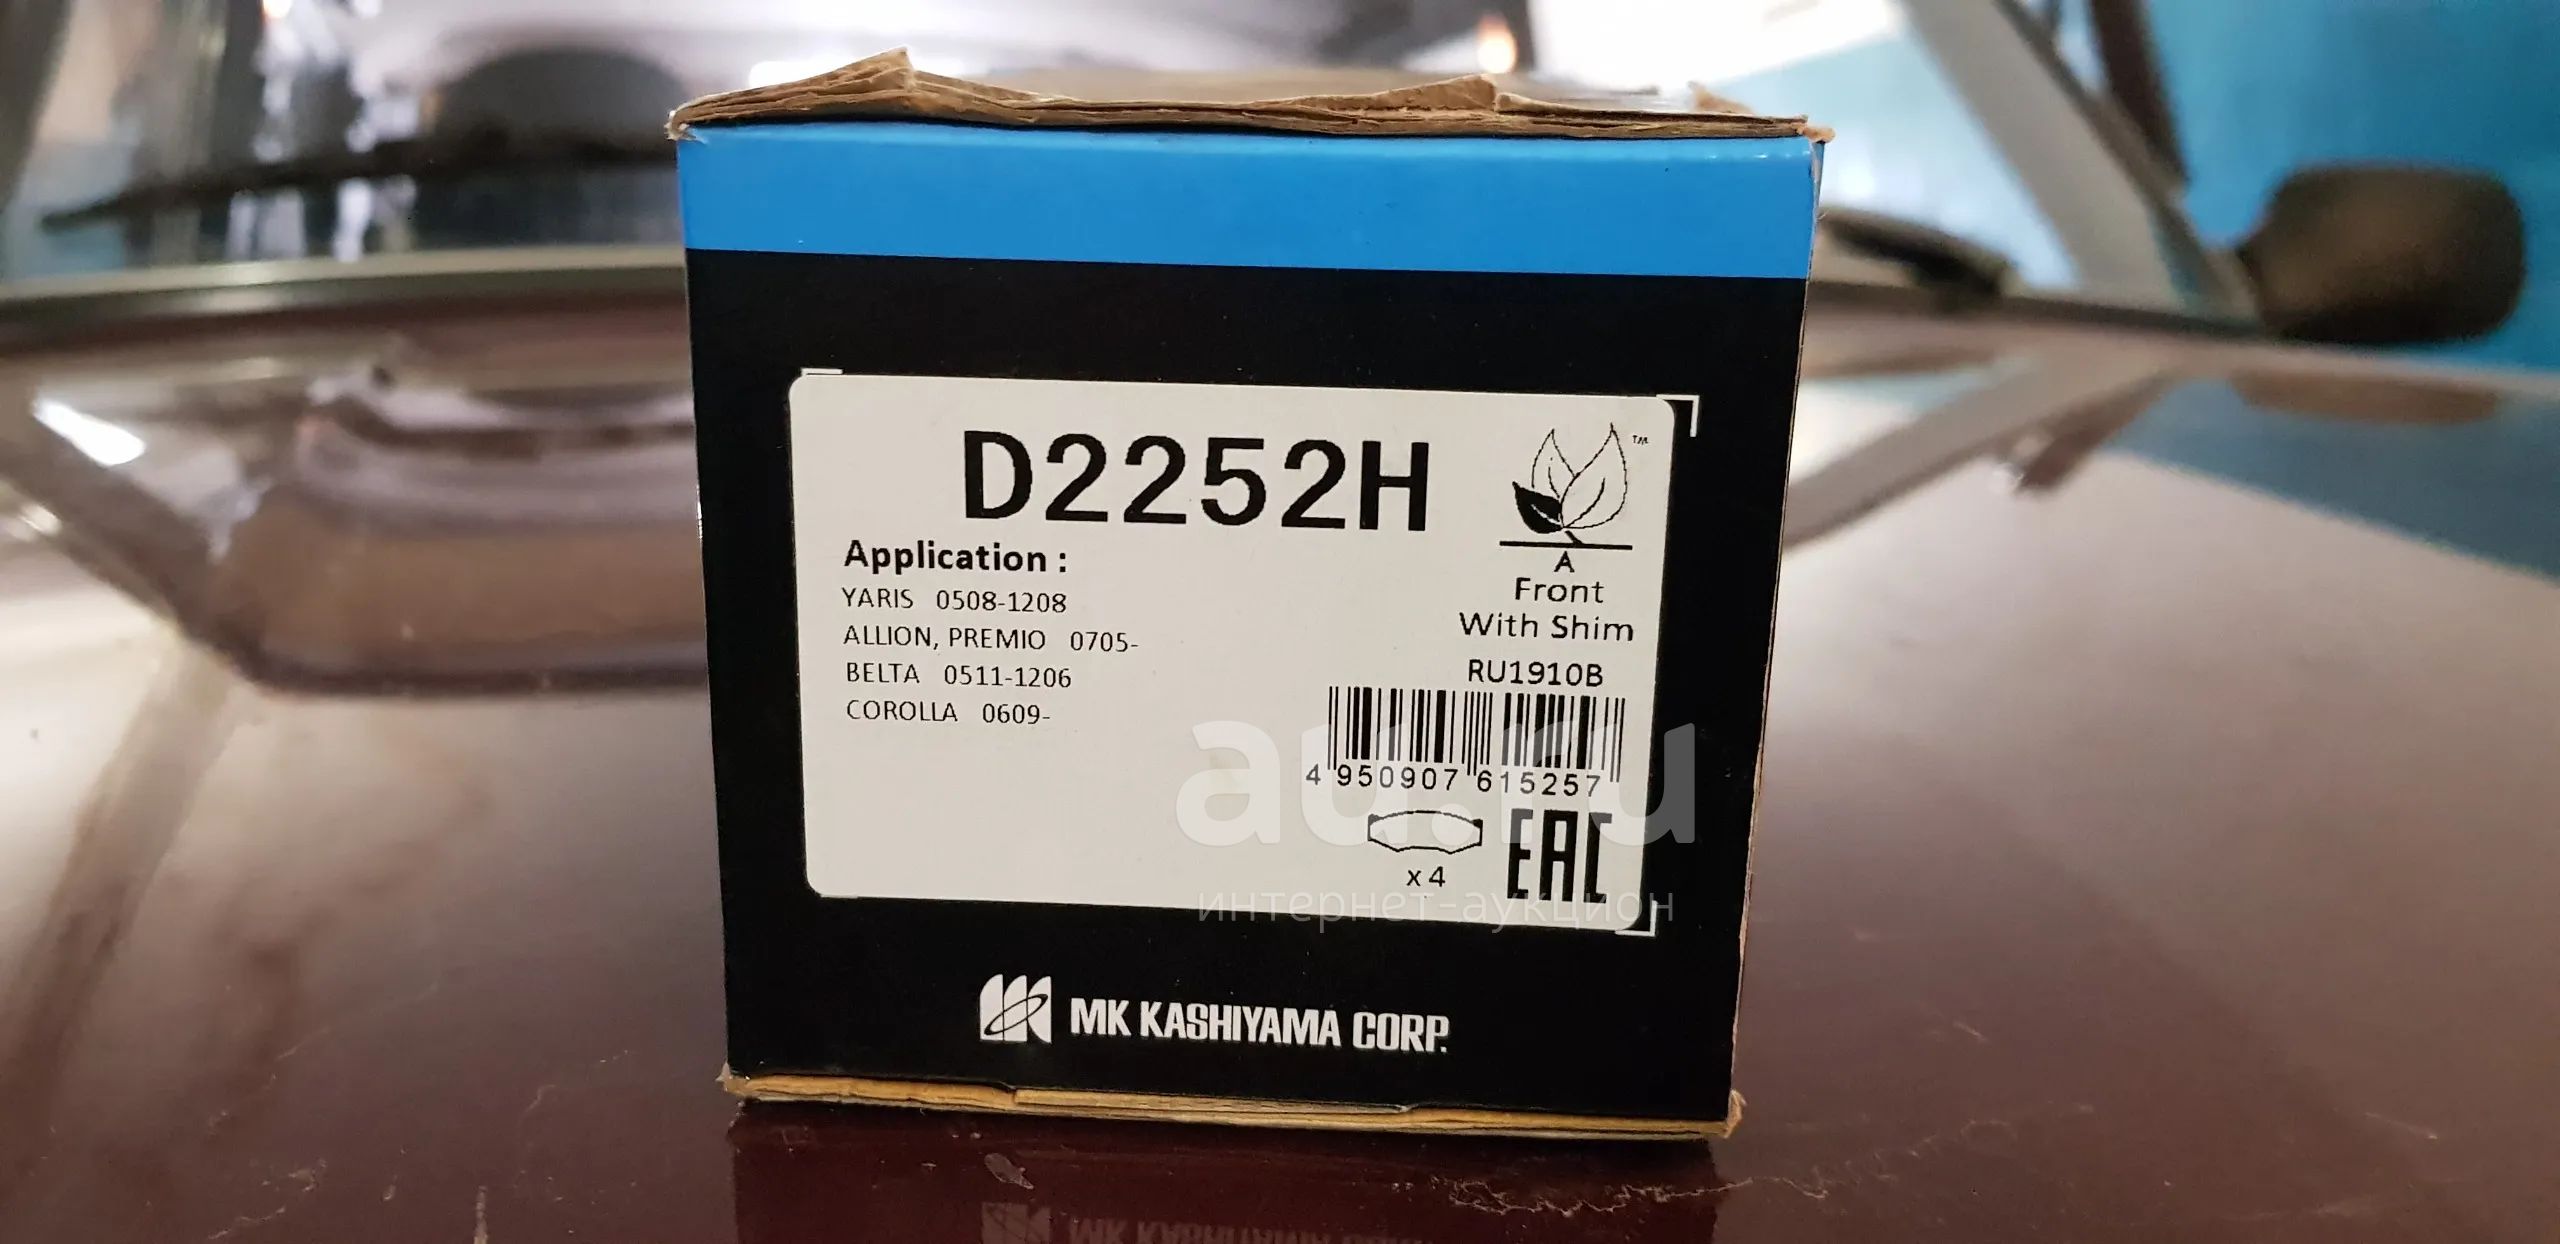 D2252H
TM
Application :
YARIS 0508-1208
ALLION, PREMIO 0705-
BELTA 0511-1206
COROLLA 0609-
A
Front
With Shim
RU1910B
4 950907 615257
x4
EAC
au.ru
интернет-аукцион
MK KASHIYAMA CORP.